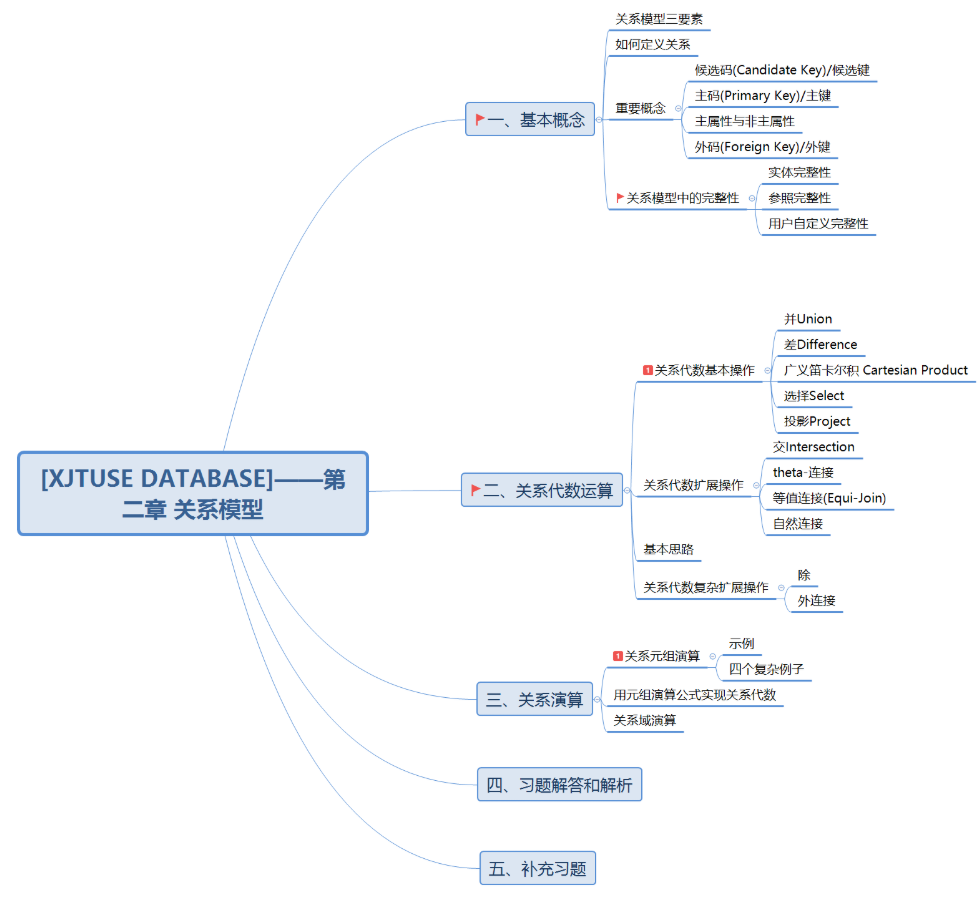 [XJTUSE DATABASE]——第
二章 关系模型
一、基本概念
关系模型三要素
如何定义关系
重要概念
候选码(Candidate Key)/候选键
主码(Primary Key)/主键
主属性与非主属性
外码(Foreign Key)/外键
关系模型中的完整性
实体完整性
参照完整性
用户自定义完整性
二、关系代数运算
1 关系代数基本操作
并Union
差Difference
广义笛卡尔积 Cartesian Product
选择Select
投影Project
关系代数扩展操作
交Intersection
theta-连接
等值连接(Equi-Join)
自然连接
基本思路
关系代数复杂扩展操作
除
外连接
三、关系演算
1 关系元组演算
示例
四个复杂例子
用元组演算公式实现关系代数
关系域演算
四、习题解答和解析
五、补充习题